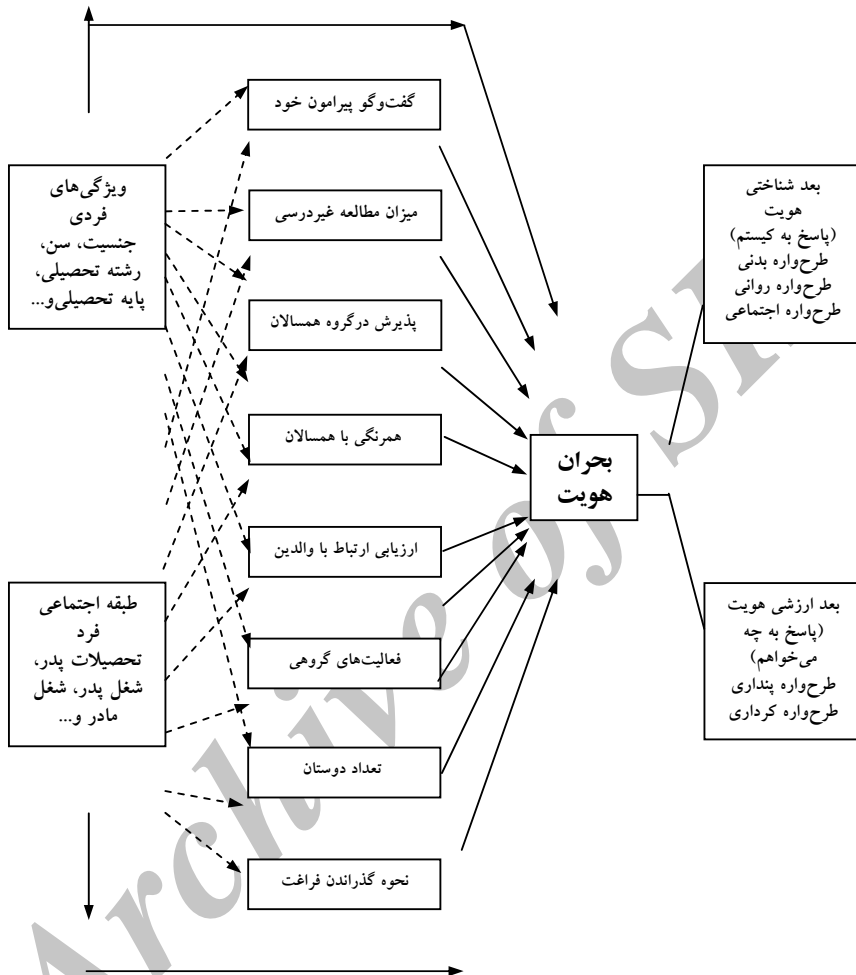 گفت‌وگو پیرامون خود
میزان مطالعه غیردرسی
پذیرش درگروه همسالان
همرنگی با همسالان
ارزیابی ارتباط با والدین
فعالیت‌های گروهی
تعداد دوستان
نحوه گذراندن فراغت
ویژگی‌های
فردی
جنسیت، سن،
رشته تحصیلی،
پایه تحصیلی‌و...
طبقه اجتماعی
فرد
تحصیلات پدر،
شغل پدر، شغل
مادر و...
بحران
هویت
بعد شناختی
هویت
(پاسخ به کیستم)
طرح‌واره بدنی
طرح‌واره روانی
طرح‌واره اجتماعی
بعد ارزشی هویت
(پاسخ به چه
می‌خواهم)
طرح‌واره پنداری
طرح‌واره کرداری
Archive of SI